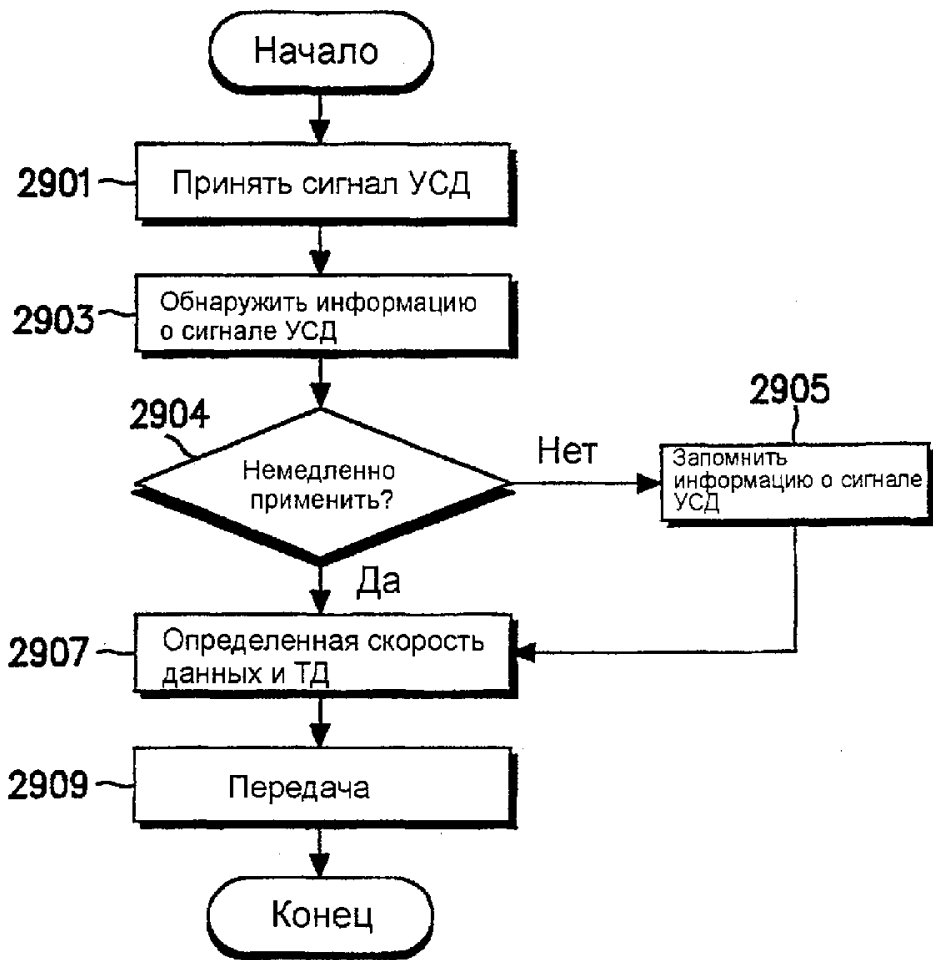 Начало
2901
Принять сигнал УСД
2903
Обнаружить информацию
о сигнале УСД
2904
Немедленно
применить?
Нет
2905
Запомнить
информацию о сигнале
УСД
Да
2907
Определенная скорость
данных и ТД
2909
Передача
Конец